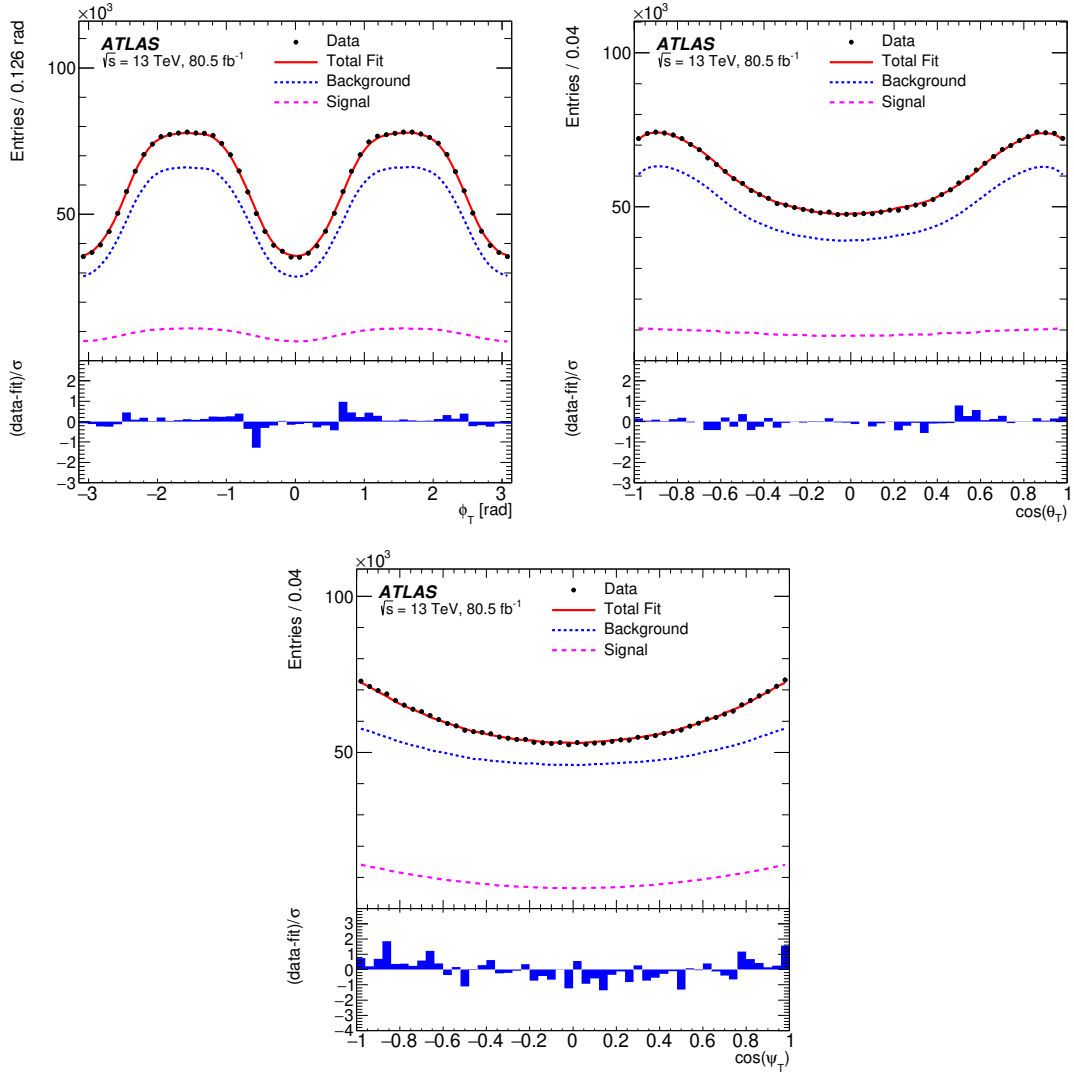 ×10³
Entries / 0.126 rad
ATLAS
√s = 13 TeV, 80.5 fb⁻¹
Data
Total Fit
Background
Signal
100
50
(data-fit)/σ
2
1
0
−1
−2
−3
−3 −2 −1 0 1 2 3
ϕ_T [rad]
×10³
Entries / 0.04
ATLAS
√s = 13 TeV, 80.5 fb⁻¹
Data
Total Fit
Background
Signal
100
50
(data-fit)/σ
2
1
0
−1
−2
−3
−1 −0.8 −0.6 −0.4 −0.2 0 0.2 0.4 0.6 0.8 1
cos(θ_T)
×10³
Entries / 0.04
ATLAS
√s = 13 TeV, 80.5 fb⁻¹
Data
Total Fit
Background
Signal
100
50
(data-fit)/σ
3
2
1
0
−1
−2
−3
−4
−1 −0.8 −0.6 −0.4 −0.2 0 0.2 0.4 0.6 0.8 1
cos(ψ_T)